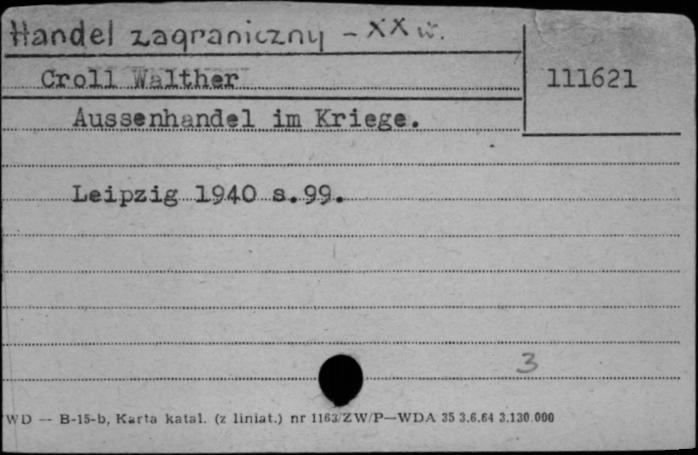 Handel zagraniczny - XX w.
Croll Walther
111621
Aussenhandel im Kriege.
Leipzig 1940 s.99.
3
WD — B-15-b, Karta katal. (z liniat.) nr 1163/ZW/P—WDA 35 3.6.64 3.130.000